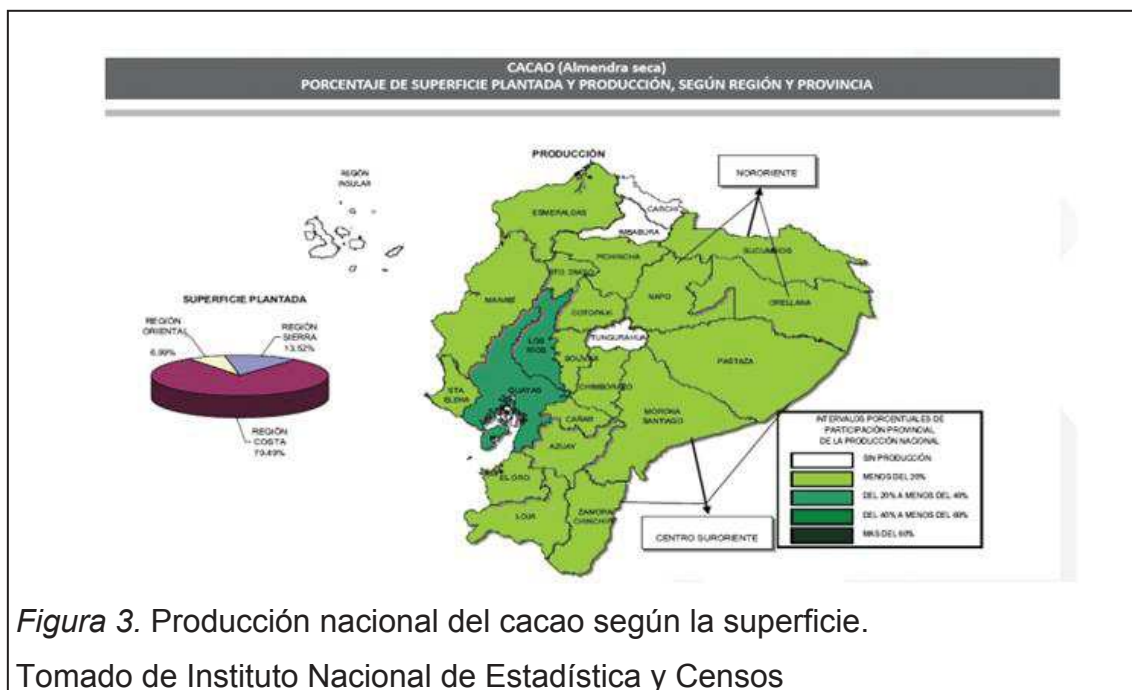 CACAO (Almendra seca)
PORCENTAJE DE SUPERFICIE PLANTADA Y PRODUCCIÓN, SEGÚN REGIÓN Y PROVINCIA
PRODUCCIÓN
REGIÓN
INSULAR
NORORIENTE
ESMERALDAS
CARCHI
IMBABURA
SUCUMBIOS
PICHINCHA
STO. DMGO
MANABÍ
NAPO
ORELLANA
COTOPAXI
SUPERFICIE PLANTADA
REGIÓN
ORIENTAL
6,99%
REGIÓN
SIERRA
13,52%
REGIÓN
COSTA
79,49%
LOS
RÍOS
TUNGURAHUA
PASTAZA
BOLÍVAR
STA.
ELENA
GUAYAS
CHIMBORAZO
MORONA
SANTIAGO
CAÑAR
AZUAY
EL ORO
LOJA
ZAMORA
CHINCHIPE
CENTRO SURORIENTE
INTERVALOS PORCENTUALES DE
PARTICIPACIÓN PROVINCIAL
DE LA PRODUCCIÓN NACIONAL
SIN PRODUCCIÓN
MENOS DEL 20%
DEL 20% A MENOS DEL 40%
DEL 40% A MENOS DEL 60%
MAS DEL 60%
Figura 3. Producción nacional del cacao según la superficie.
Tomado de Instituto Nacional de Estadística y Censos